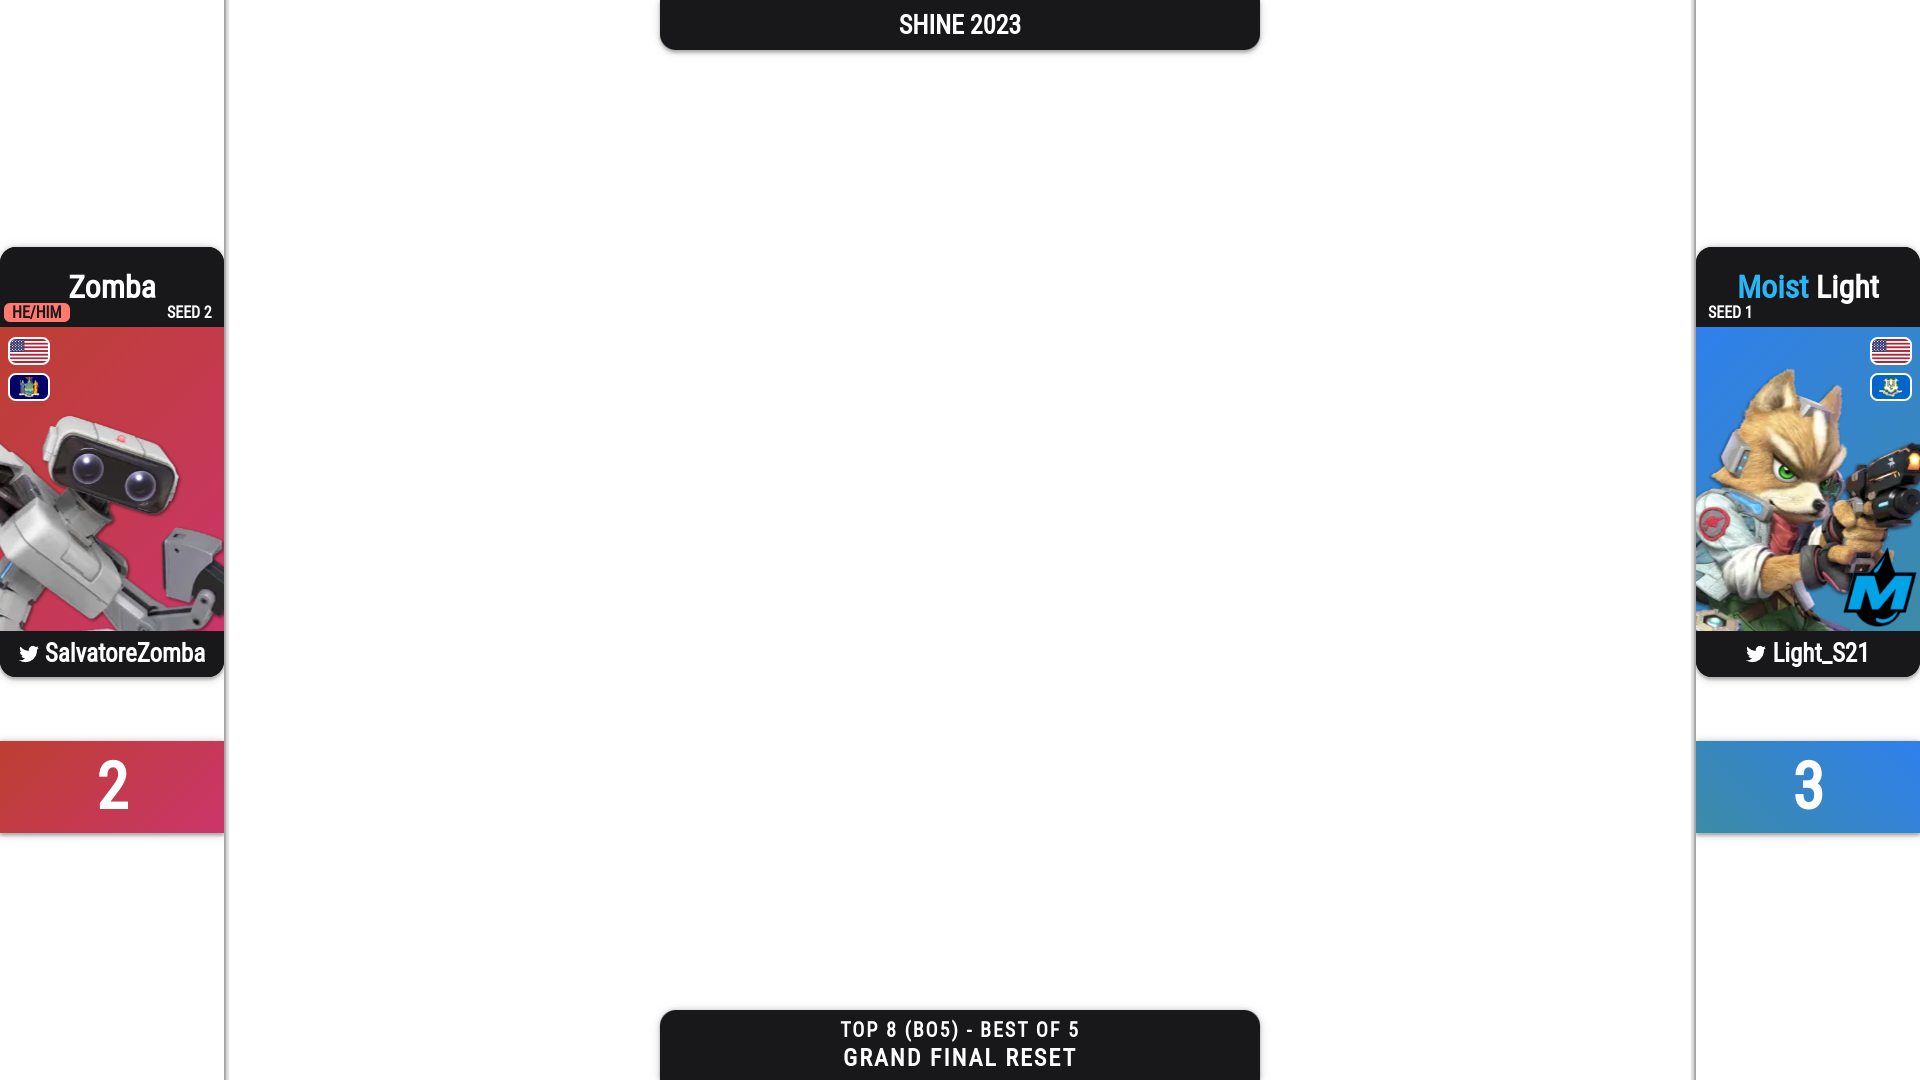 SHINE 2023
Zomba
HE/HIM
SEED 2
SalvatoreZomba
2
Moist Light
SEED 1
M
Light_S21
3
TOP 8 (BO5) - BEST OF 5
GRAND FINAL RESET